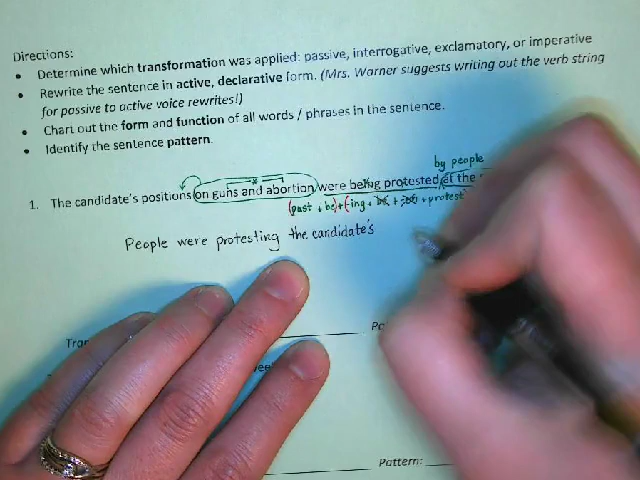 Directions:
• Determine which transformation was applied: passive, interrogative, exclamatory, or imperative
• Rewrite the sentence in active, declarative form. (Mrs. Warner suggests writing out the verb string
for passive to active voice rewrites!)
• Chart out the form and function of all words / phrases in the sentence.
• Identify the sentence pattern.
by people
1. The candidate's positions on guns and abortion were being protested at the
(past + be) + (ing + be + + protest
People were protesting the candidate's
Tran
Pattern: